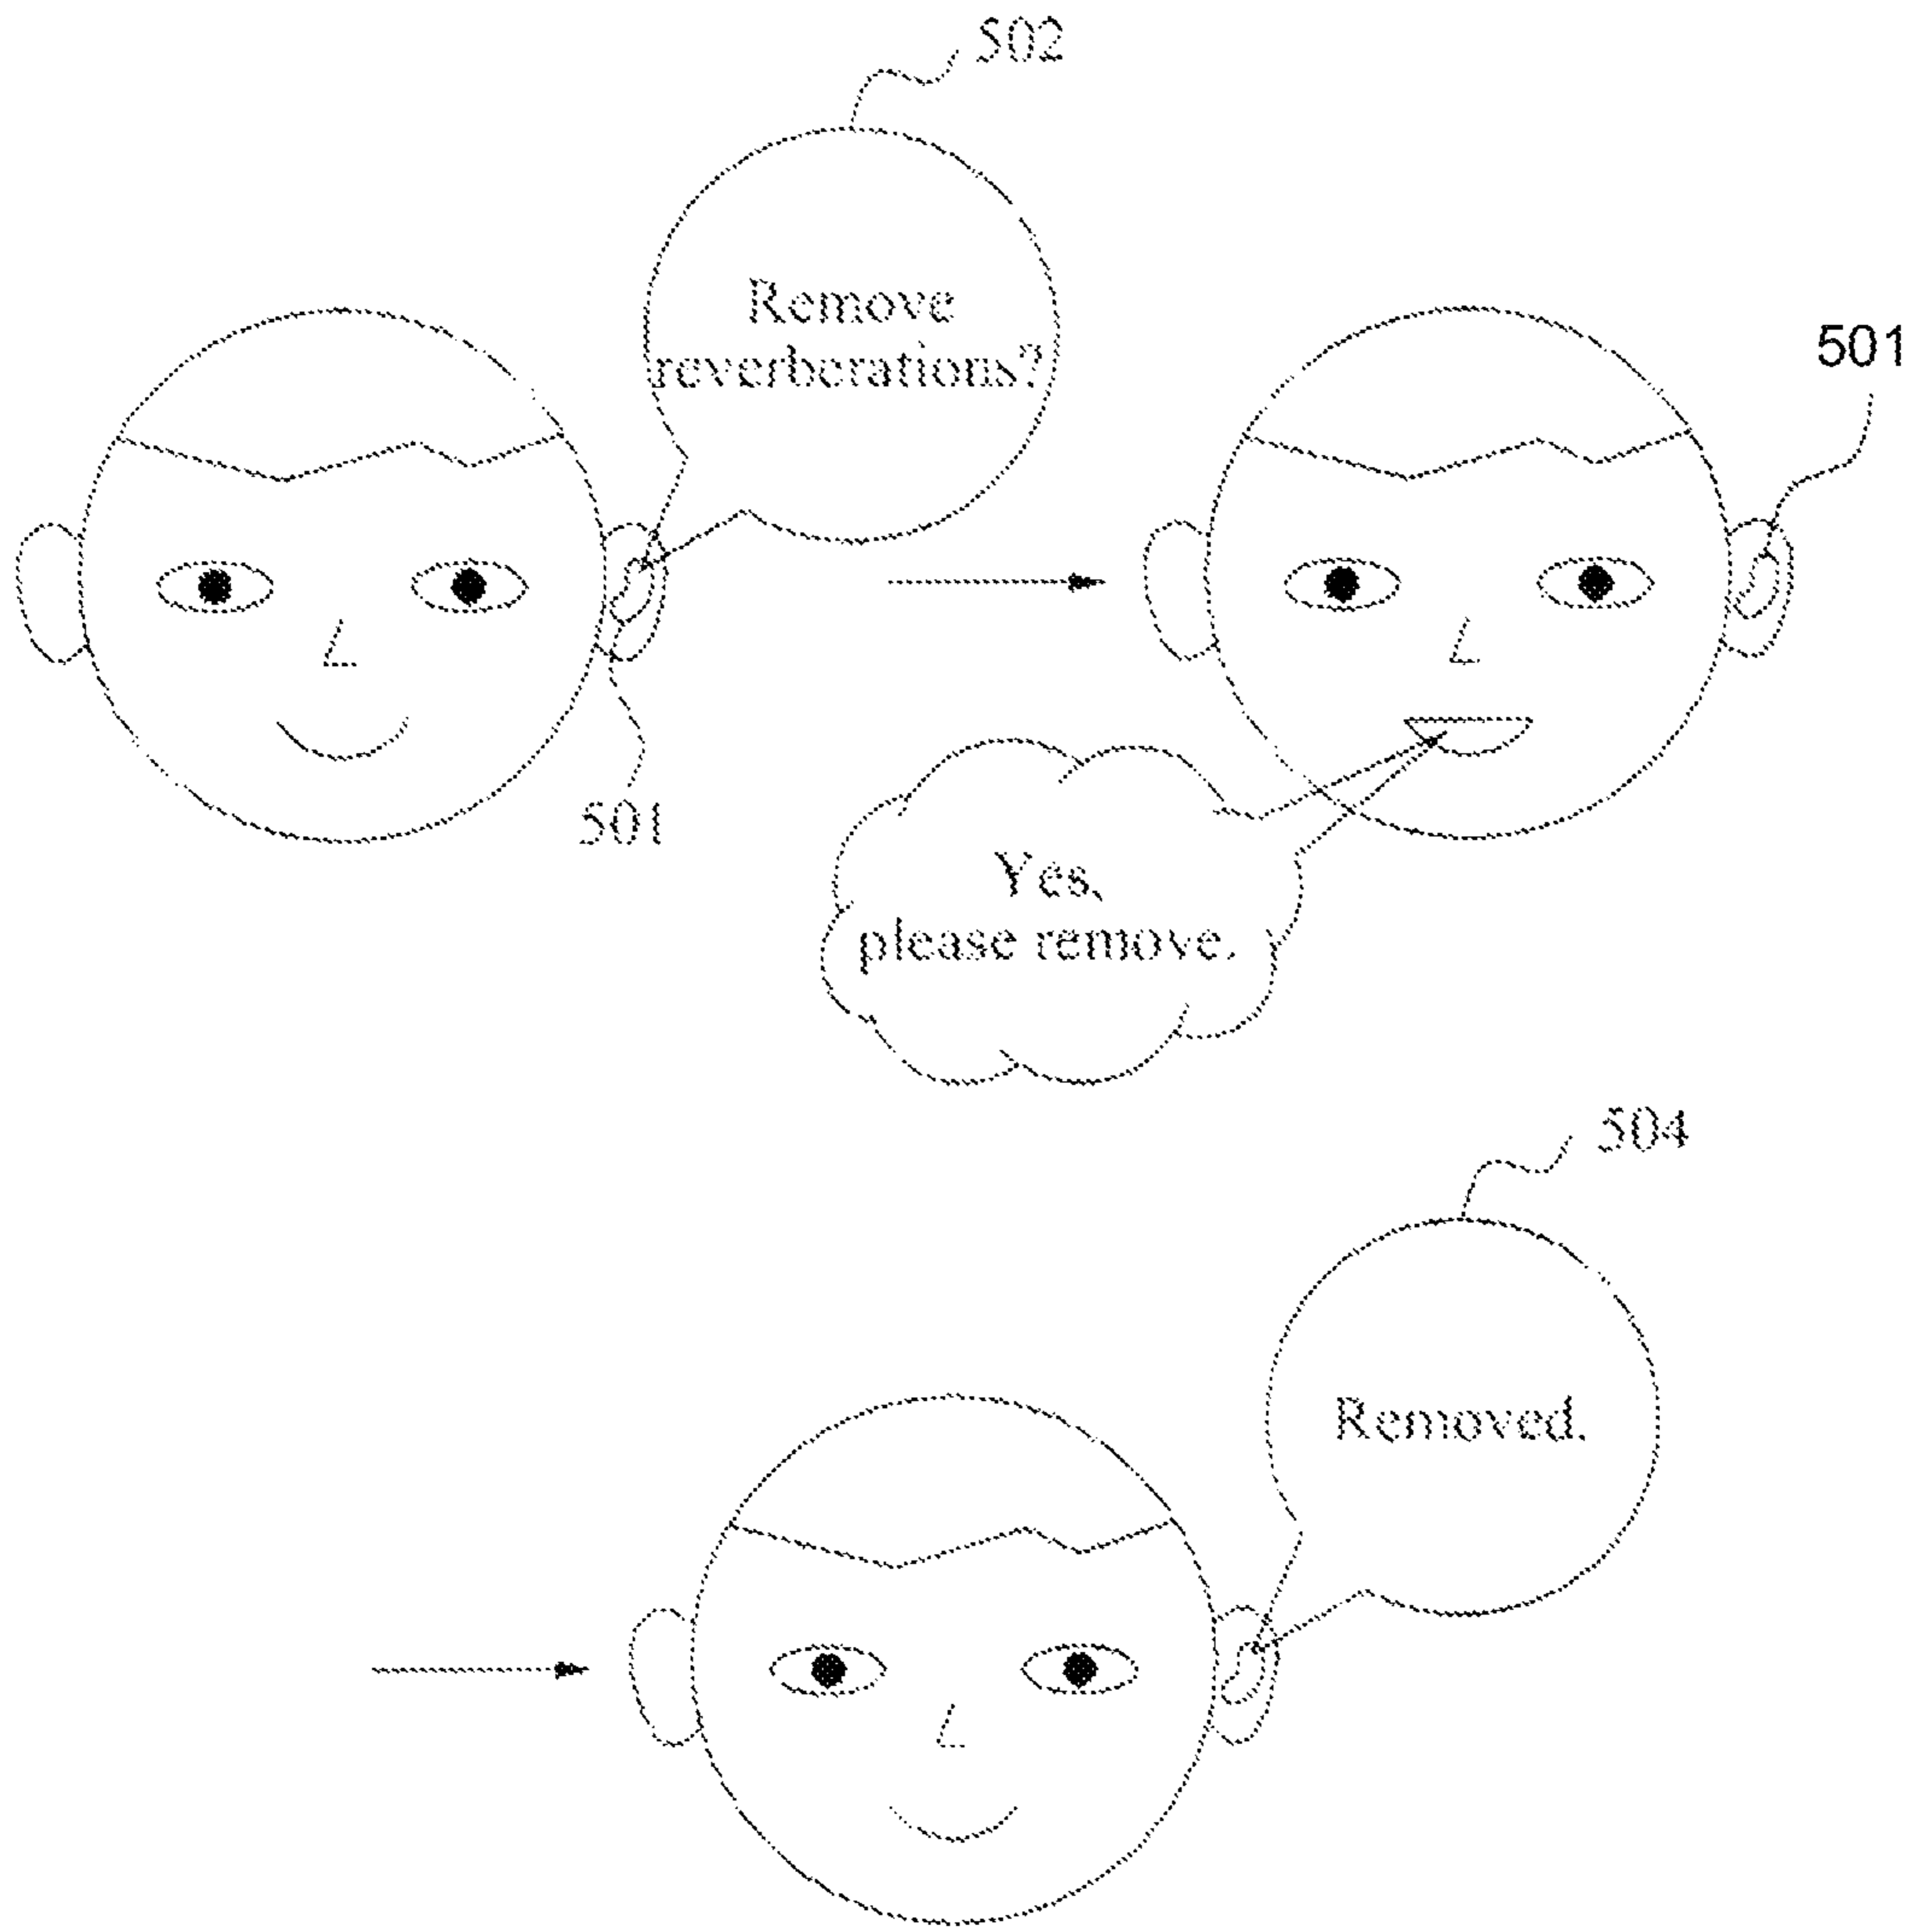 502
Remove
reverberations?
501
501
Yes,
please remove.
504
Removed.